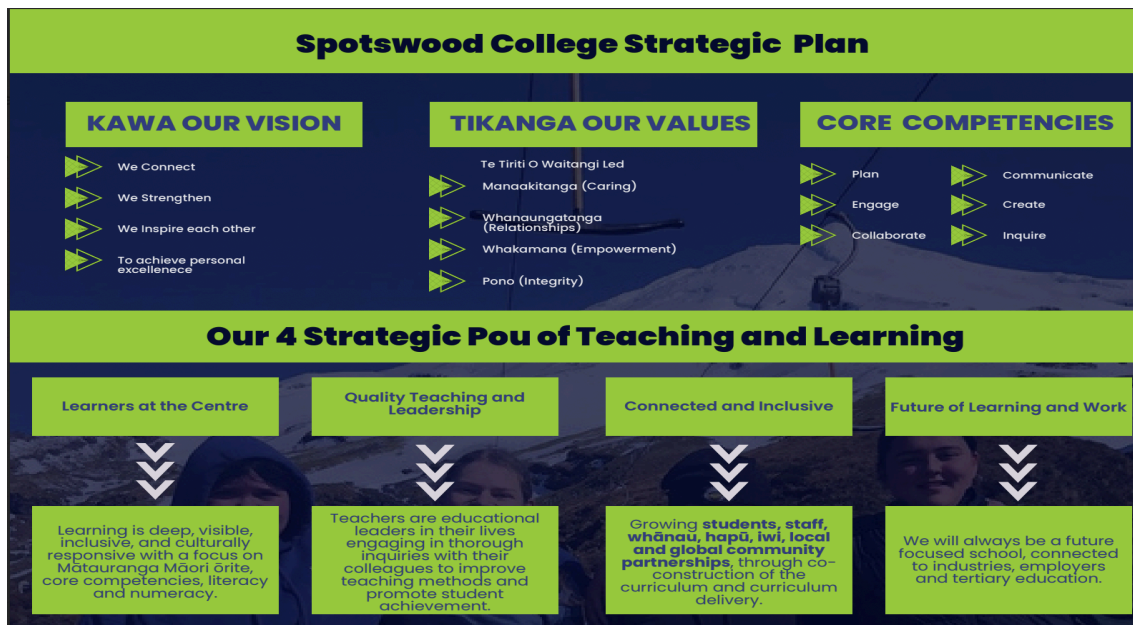 Spotswood College Strategic Plan
KAWA OUR VISION
We Connect
We Strengthen
We Inspire each other
To achieve personal
excellenece
TIKANGA OUR VALUES
Te Tiriti O Waitangi Led
Manaakitanga (Caring)
Whanaungatanga
(Relationships)
Whakamana (Empowerment)
Pono (Integrity)
CORE COMPETENCIES
Plan
Engage
Collaborate
Communicate
Create
Inquire
Our 4 Strategic Pou of Teaching and Learning
Learners at the Centre
Learning is deep, visible,
inclusive, and culturally
responsive with a focus on
Mātauranga Māori ōrite,
core competencies, literacy
and numeracy.
Quality Teaching and
Leadership
Teachers are educational
leaders in their lives
engaging in thorough
inquiries with their
colleagues to improve
teaching methods and
promote student
achievement.
Connected and Inclusive
Growing students, staff,
whānau, hapū, iwi, local
and global community
partnerships, through co-
construction of the
curriculum and curriculum
delivery.
Future of Learning and Work
We will always be a future
focused school, connected
to industries, employers
and tertiary education.